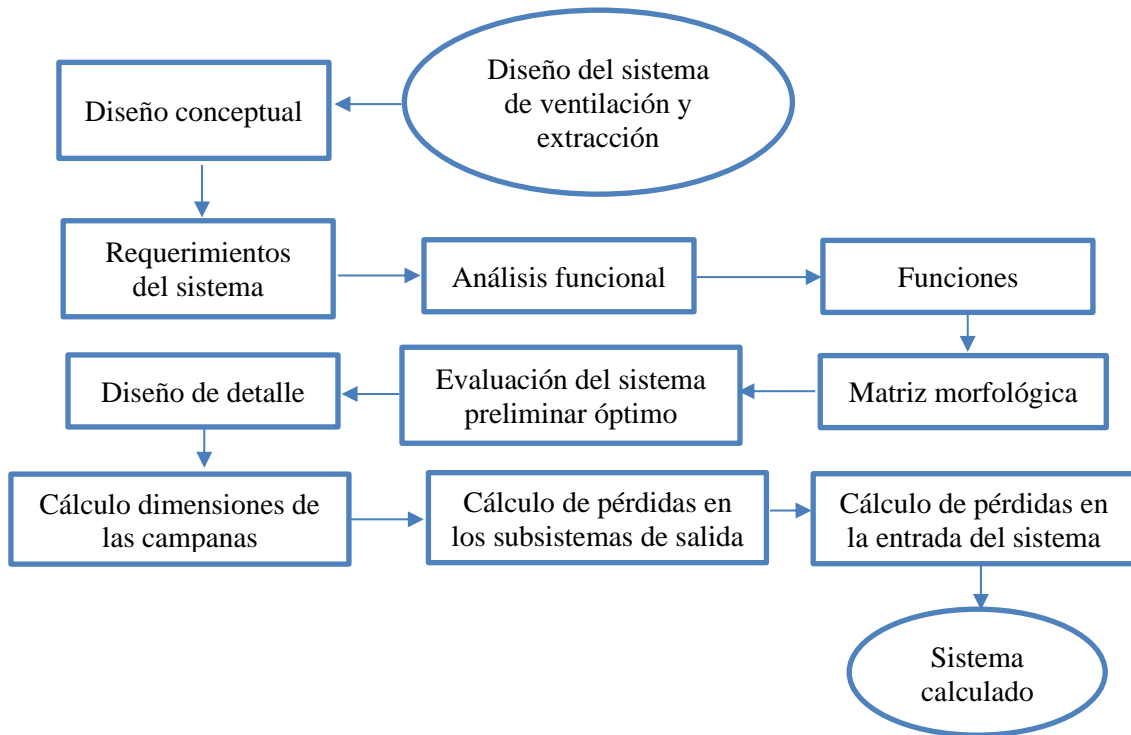 Diseño del sistema
de ventilación y
extracción
Diseño conceptual
Requerimientos
del sistema
Análisis funcional
Funciones
Matriz morfológica
Evaluación del sistema
preliminar óptimo
Diseño de detalle
Cálculo dimensiones de
las campanas
Cálculo de pérdidas en
los subsistemas de salida
Cálculo de pérdidas en
la entrada del sistema
Sistema
calculado